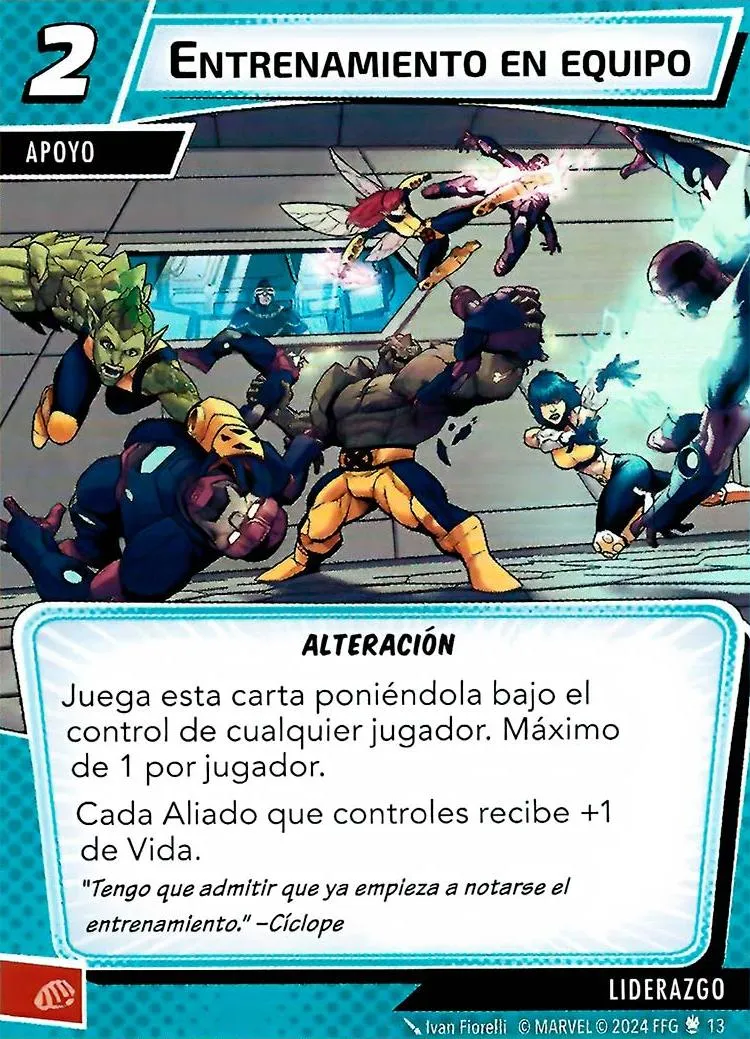 2
ENTRENAMIENTO EN EQUIPO
APOYO
ALTERACIÓN
Juega esta carta poniéndola bajo el
control de cualquier jugador. Máximo
de 1 por jugador.
Cada Aliado que controles recibe +1
de Vida.
"Tengo que admitir que ya empieza a notarse el
entrenamiento." –Cíclope
LIDERAZGO
Ivan Fiorelli © MARVEL © 2024 FFG 13